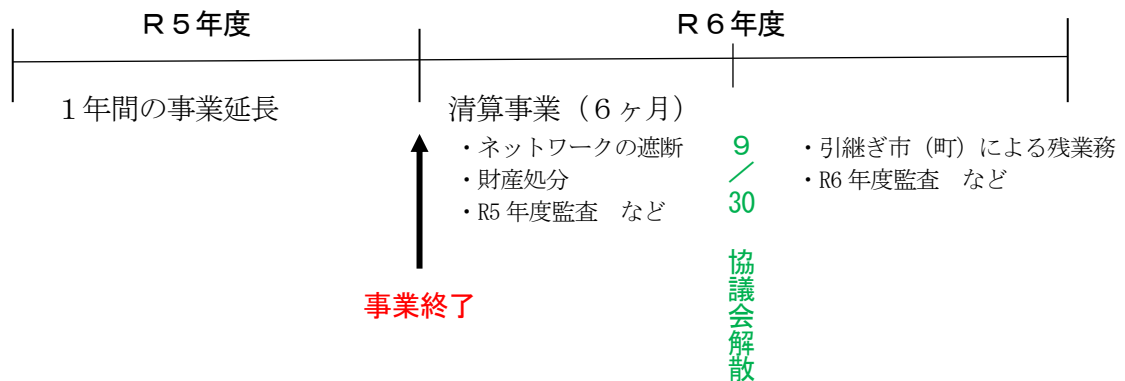 Ｒ５年度
Ｒ６年度
１年間の事業延長
清算事業（６ヶ月）
・ネットワークの遮断
・財産処分
・R5 年度監査　など
9／30　協議会解散
・引継ぎ市（町）による残業務
・R6 年度監査　など
事業終了